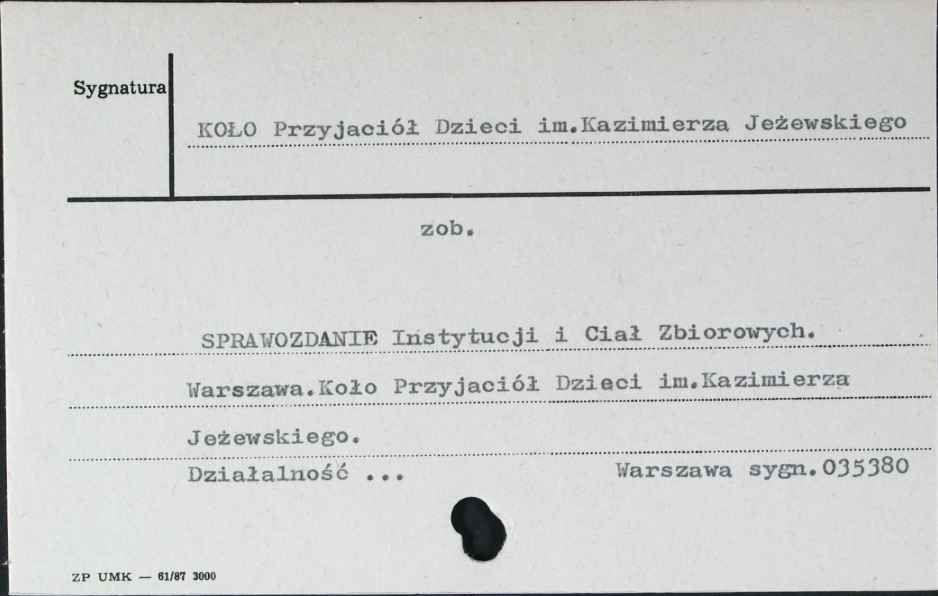 Sygnatura
KOŁO Przyjaciół Dzieci im.Kazimierza Jeżewskiego
zob.
SPRAWOZDANIE Instytucji i Ciał Zbiorowych.
Warszawa.Koło Przyjaciół Dzieci im.Kazimierza
Jeżewskiego.
Działalność ... Warszawa sygn.035380
ZP UMK — 61/87 3000